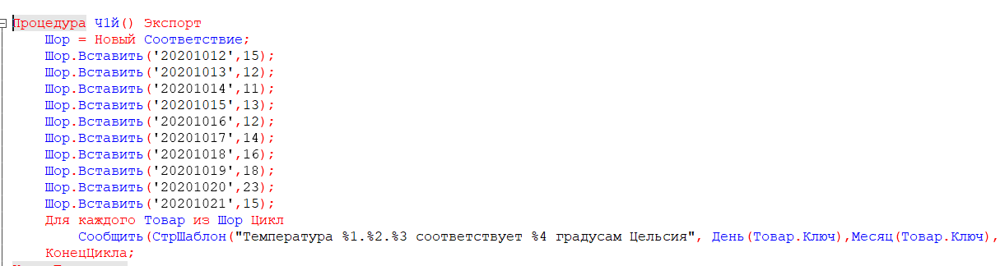 Процедура Ч1й() Экспорт
Шор = Новый Соответствие;
Шор.Вставить('20201012',15);
Шор.Вставить('20201013',12);
Шор.Вставить('20201014',11);
Шор.Вставить('20201015',13);
Шор.Вставить('20201016',12);
Шор.Вставить('20201017',14);
Шор.Вставить('20201018',16);
Шор.Вставить('20201019',18);
Шор.Вставить('20201020',23);
Шор.Вставить('20201021',15);
Для каждого Товар из Шор Цикл
Сообщить(СтрШаблон("Температура %1.%2.%3 соответствует %4 градусам Цельсия", День(Товар.Ключ),Месяц(Товар.Ключ),
КонецЦикла;